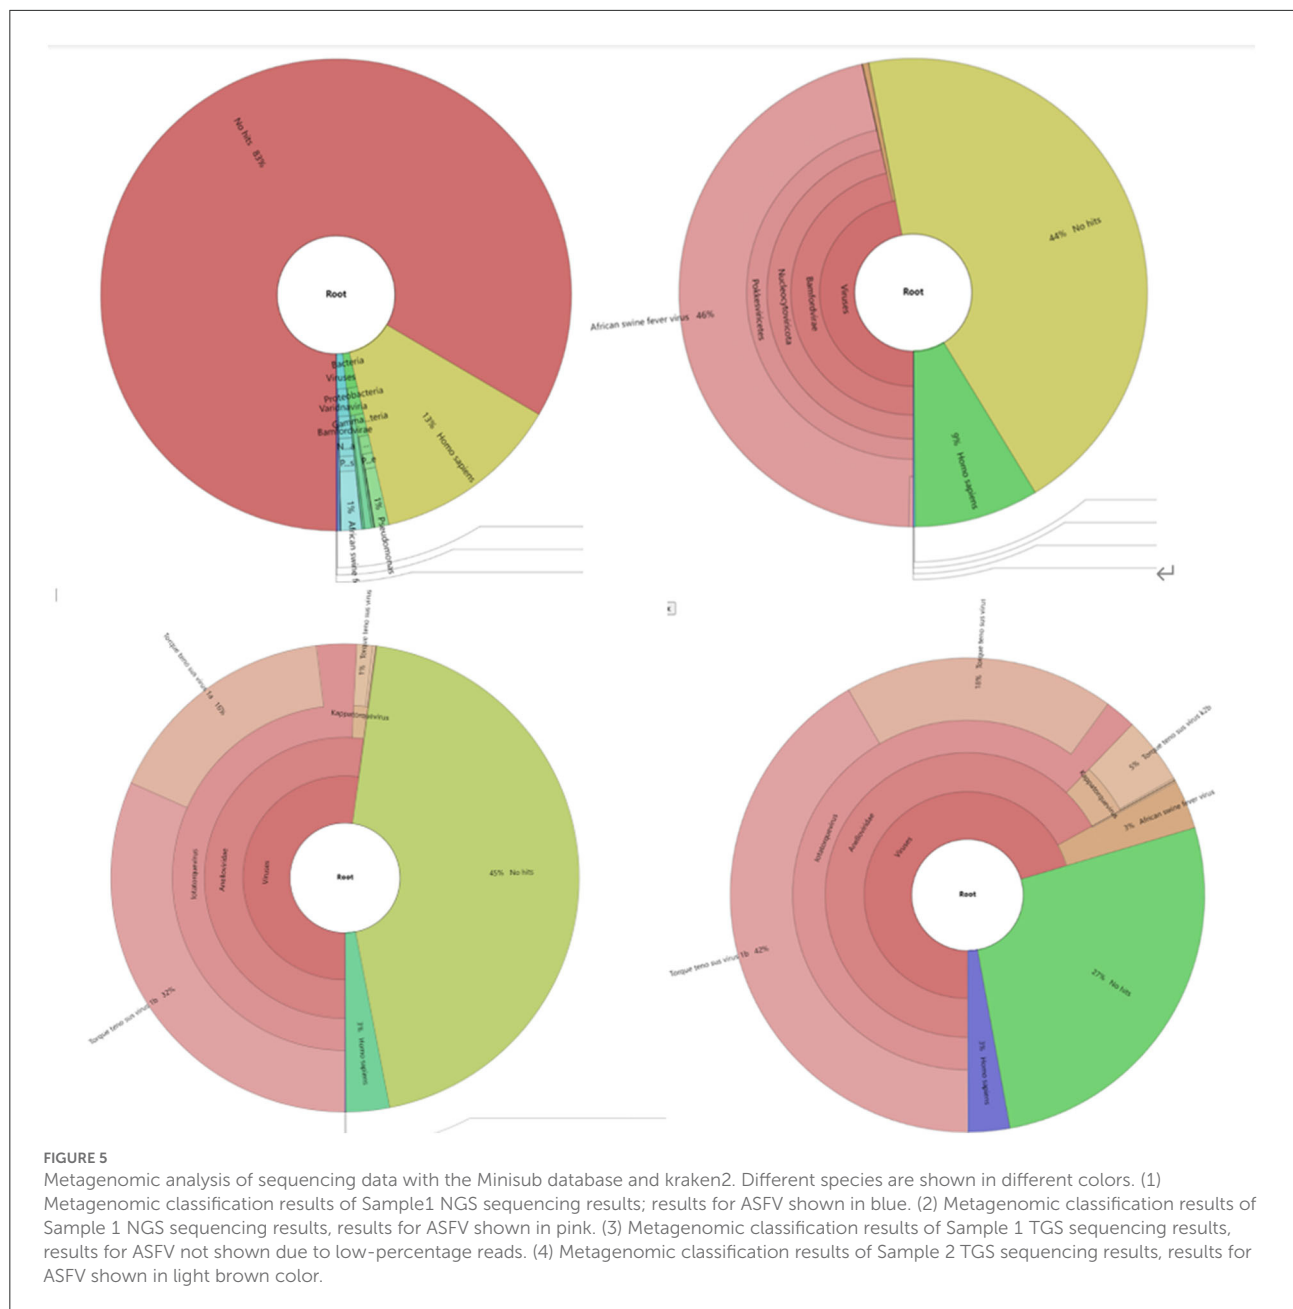 No hits 83%
Root
Bacteria
Viruses
Proteobacteria
Varidnaviria
Gamma...teria
Bamfordvirae
N...a
P...s
P...e
13% Homo sapiens
1% African swine fi
1% Pseudomonas
African swine fever virus 46%
Pokkesviricetes
Nucleocytoviricota
Bamfordvirae
Viruses
Root
44% No hits
9% Homo sapiens
Torque teno sus virus 1a 16%
1% Torque teno sus virus
Kappatorquevirus
Iotatorquevirus
Anelloviridae
Viruses
Root
45% No hits
Torque teno sus virus 1b 32%
3% Homo sapiens
18% Torque teno sus virus
5% Torque teno sus virus k2b
Kappatorquevirus
3% African swine fever virus
Iotatorquevirus
Anelloviridae
Viruses
Root
Torque teno sus virus 1b 42%
27% No hits
3% Homo sapiens
FIGURE 5
Metagenomic analysis of sequencing data with the Minisub database and kraken2. Different species are shown in different colors. (1)
Metagenomic classification results of Sample1 NGS sequencing results; results for ASFV shown in blue. (2) Metagenomic classification results of
Sample 1 NGS sequencing results, results for ASFV shown in pink. (3) Metagenomic classification results of Sample 1 TGS sequencing results,
results for ASFV not shown due to low-percentage reads. (4) Metagenomic classification results of Sample 2 TGS sequencing results, results for
ASFV shown in light brown color.